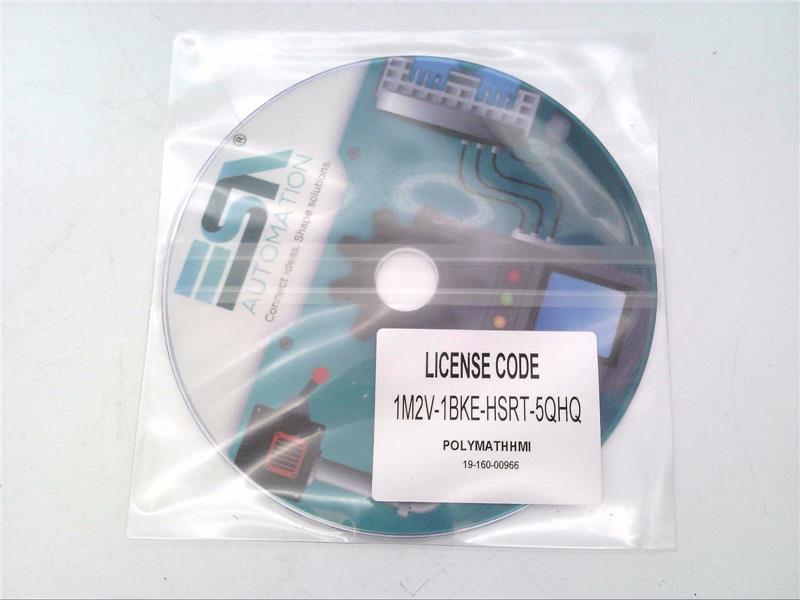 ESA®
AUTOMATION
Connect ideas. Shape solutions.
LICENSE CODE
1M2V-1BKE-HSRT-5QHQ
POLYMATHHMI
19-160-00966